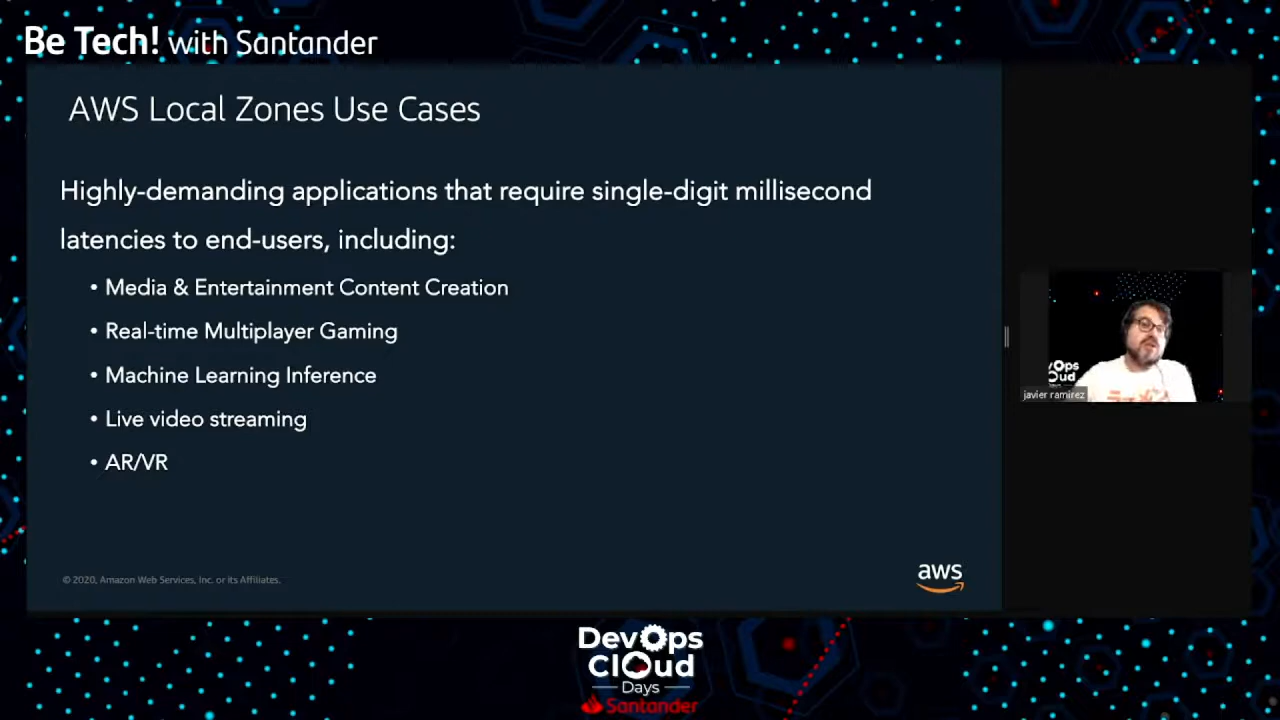 Be Tech! with Santander
AWS Local Zones Use Cases
Highly-demanding applications that require single-digit millisecond
latencies to end-users, including:
• Media & Entertainment Content Creation
• Real-time Multiplayer Gaming
• Machine Learning Inference
• Live video streaming
• AR/VR
vOps
oud
javier ramirez
© 2020, Amazon Web Services, Inc. or its Affiliates.
aws
DevOps
Cloud
Days
Santander